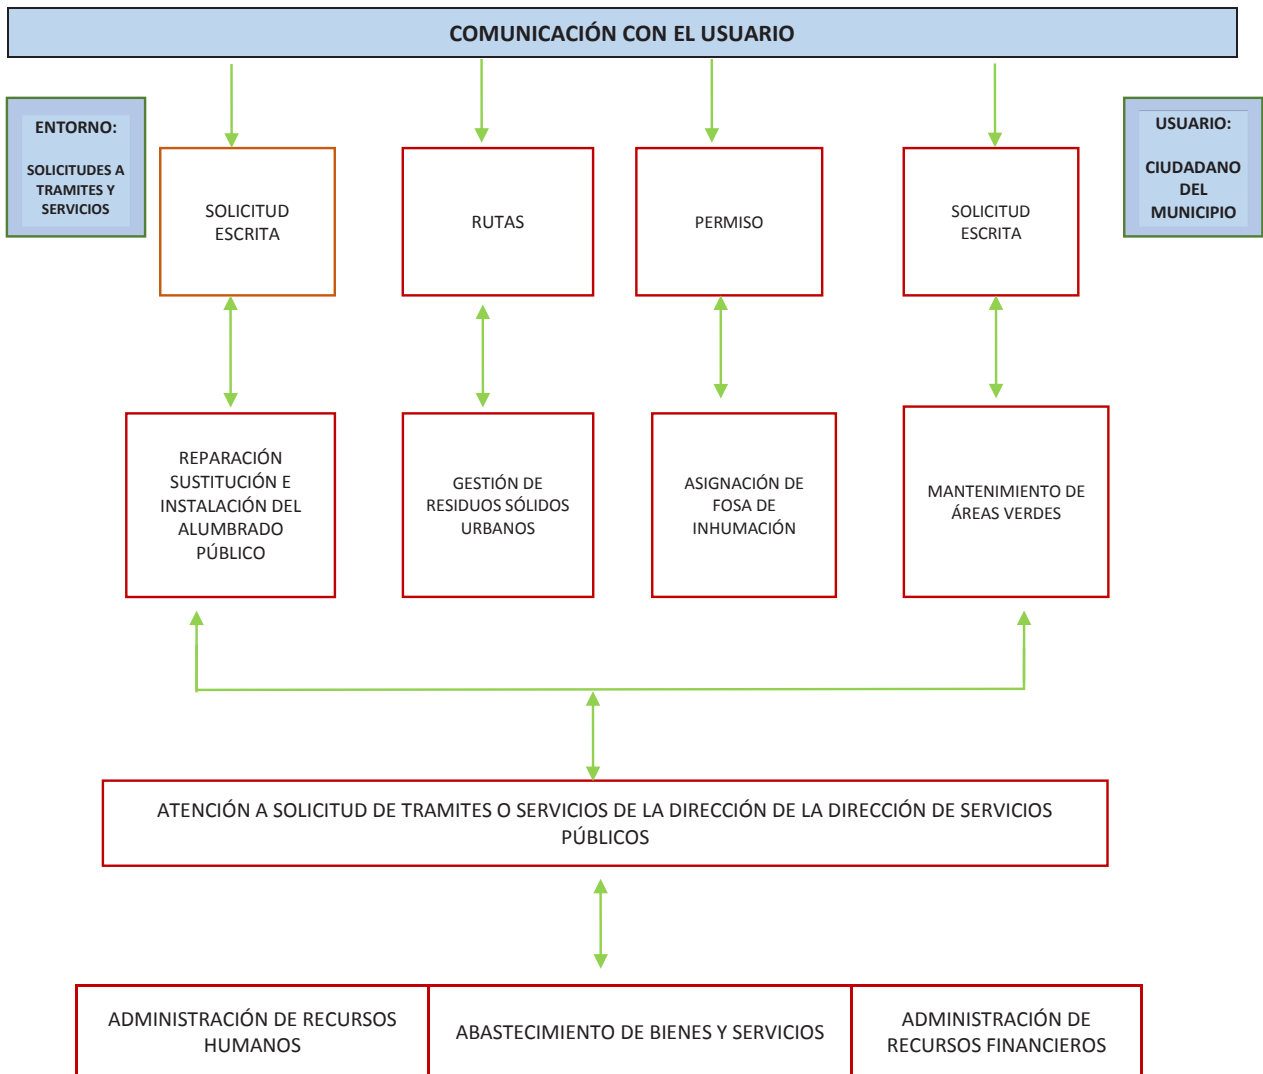 COMUNICACIÓN CON EL USUARIO
ENTORNO:
SOLICITUDES A
TRAMITES Y
SERVICIOS
USUARIO:
CIUDADANO
DEL
MUNICIPIO
SOLICITUD
ESCRITA
RUTAS
PERMISO
SOLICITUD
ESCRITA
REPARACIÓN
SUSTITUCIÓN E
INSTALACIÓN DEL
ALUMBRADO
PÚBLICO
GESTIÓN DE
RESIDUOS SÓLIDOS
URBANOS
ASIGNACIÓN DE
FOSA DE
INHUMACIÓN
MANTENIMIENTO DE
ÁREAS VERDES
ATENCIÓN A SOLICITUD DE TRAMITES O SERVICIOS DE LA DIRECCIÓN DE LA DIRECCIÓN DE SERVICIOS
PÚBLICOS
ADMINISTRACIÓN DE RECURSOS
HUMANOS
ABASTECIMIENTO DE BIENES Y SERVICIOS
ADMINISTRACIÓN DE
RECURSOS FINANCIEROS